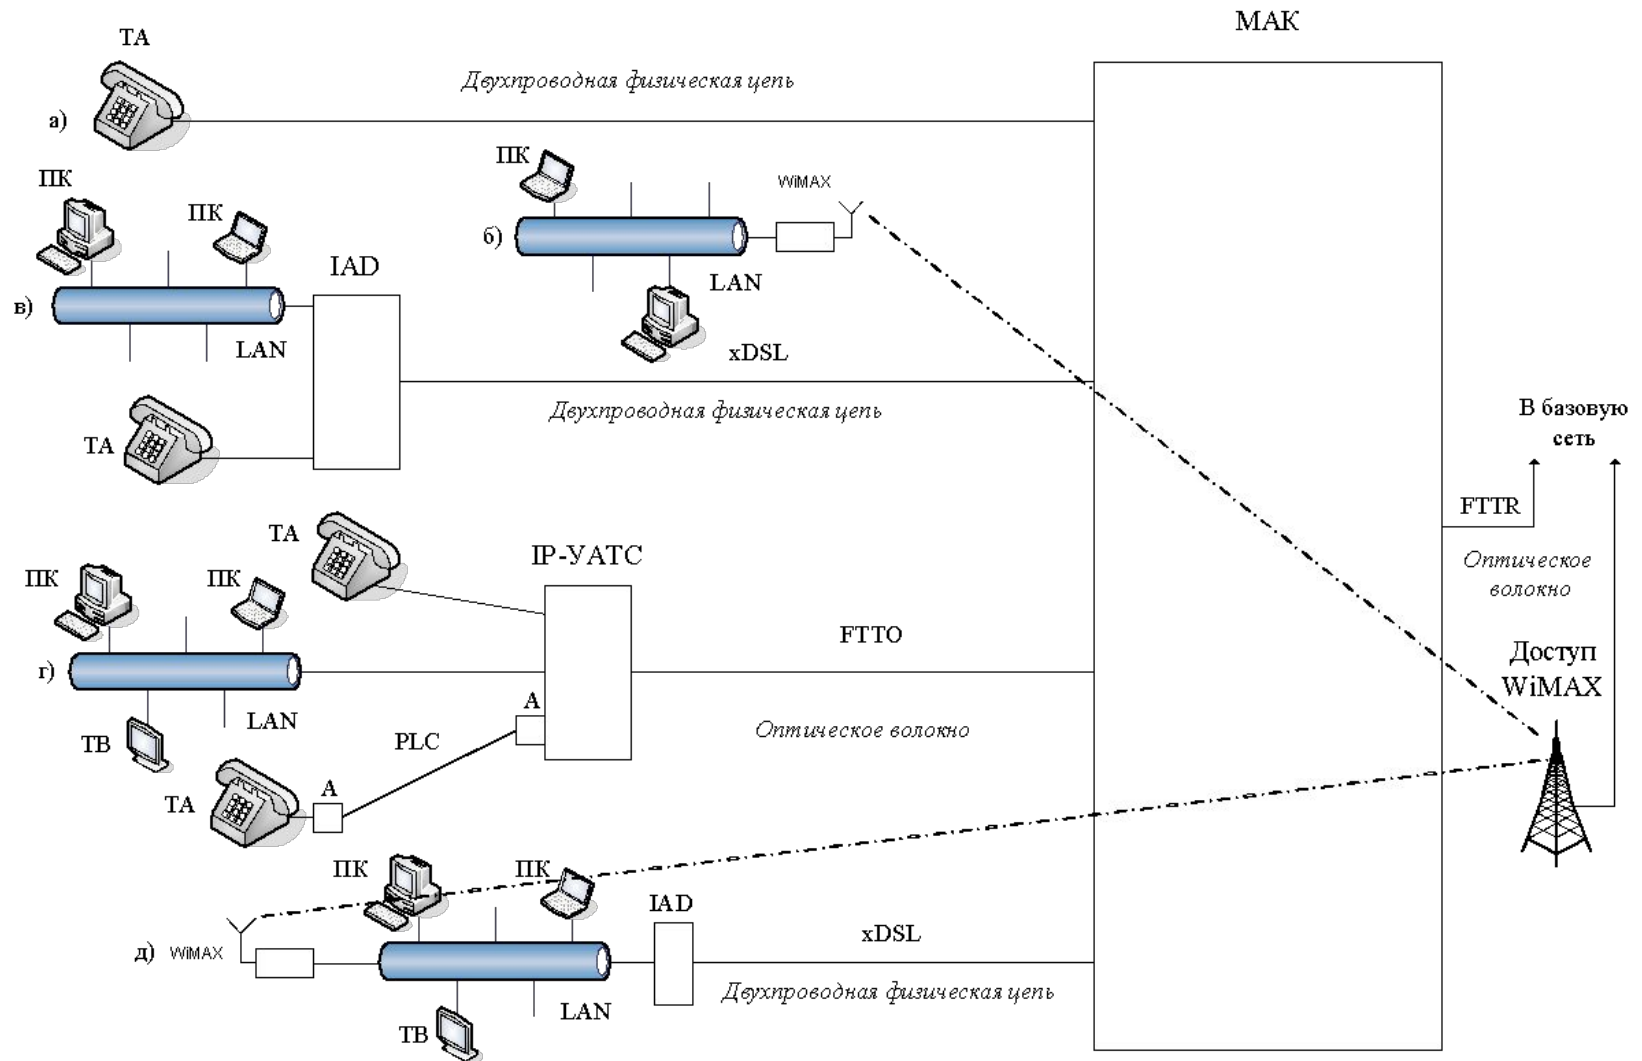 МАК
ТА
Двухпроводная физическая цепь
а)
ПК
WiMAX
ПК
ПК
б)
LAN
IAD
в)
LAN
xDSL
Двухпроводная физическая цепь
ТА
В базовую
сеть
FTTR
Оптическое
волокно
ТА
IP-УАТС
ПК
ПК
FTTO
г)
Доступ
WiMAX
LAN
А
ТВ
PLC
Оптическое волокно
ТА
А
ПК
ПК
IAD
xDSL
д)
WiMAX
Двухпроводная физическая цепь
LAN
ТВ